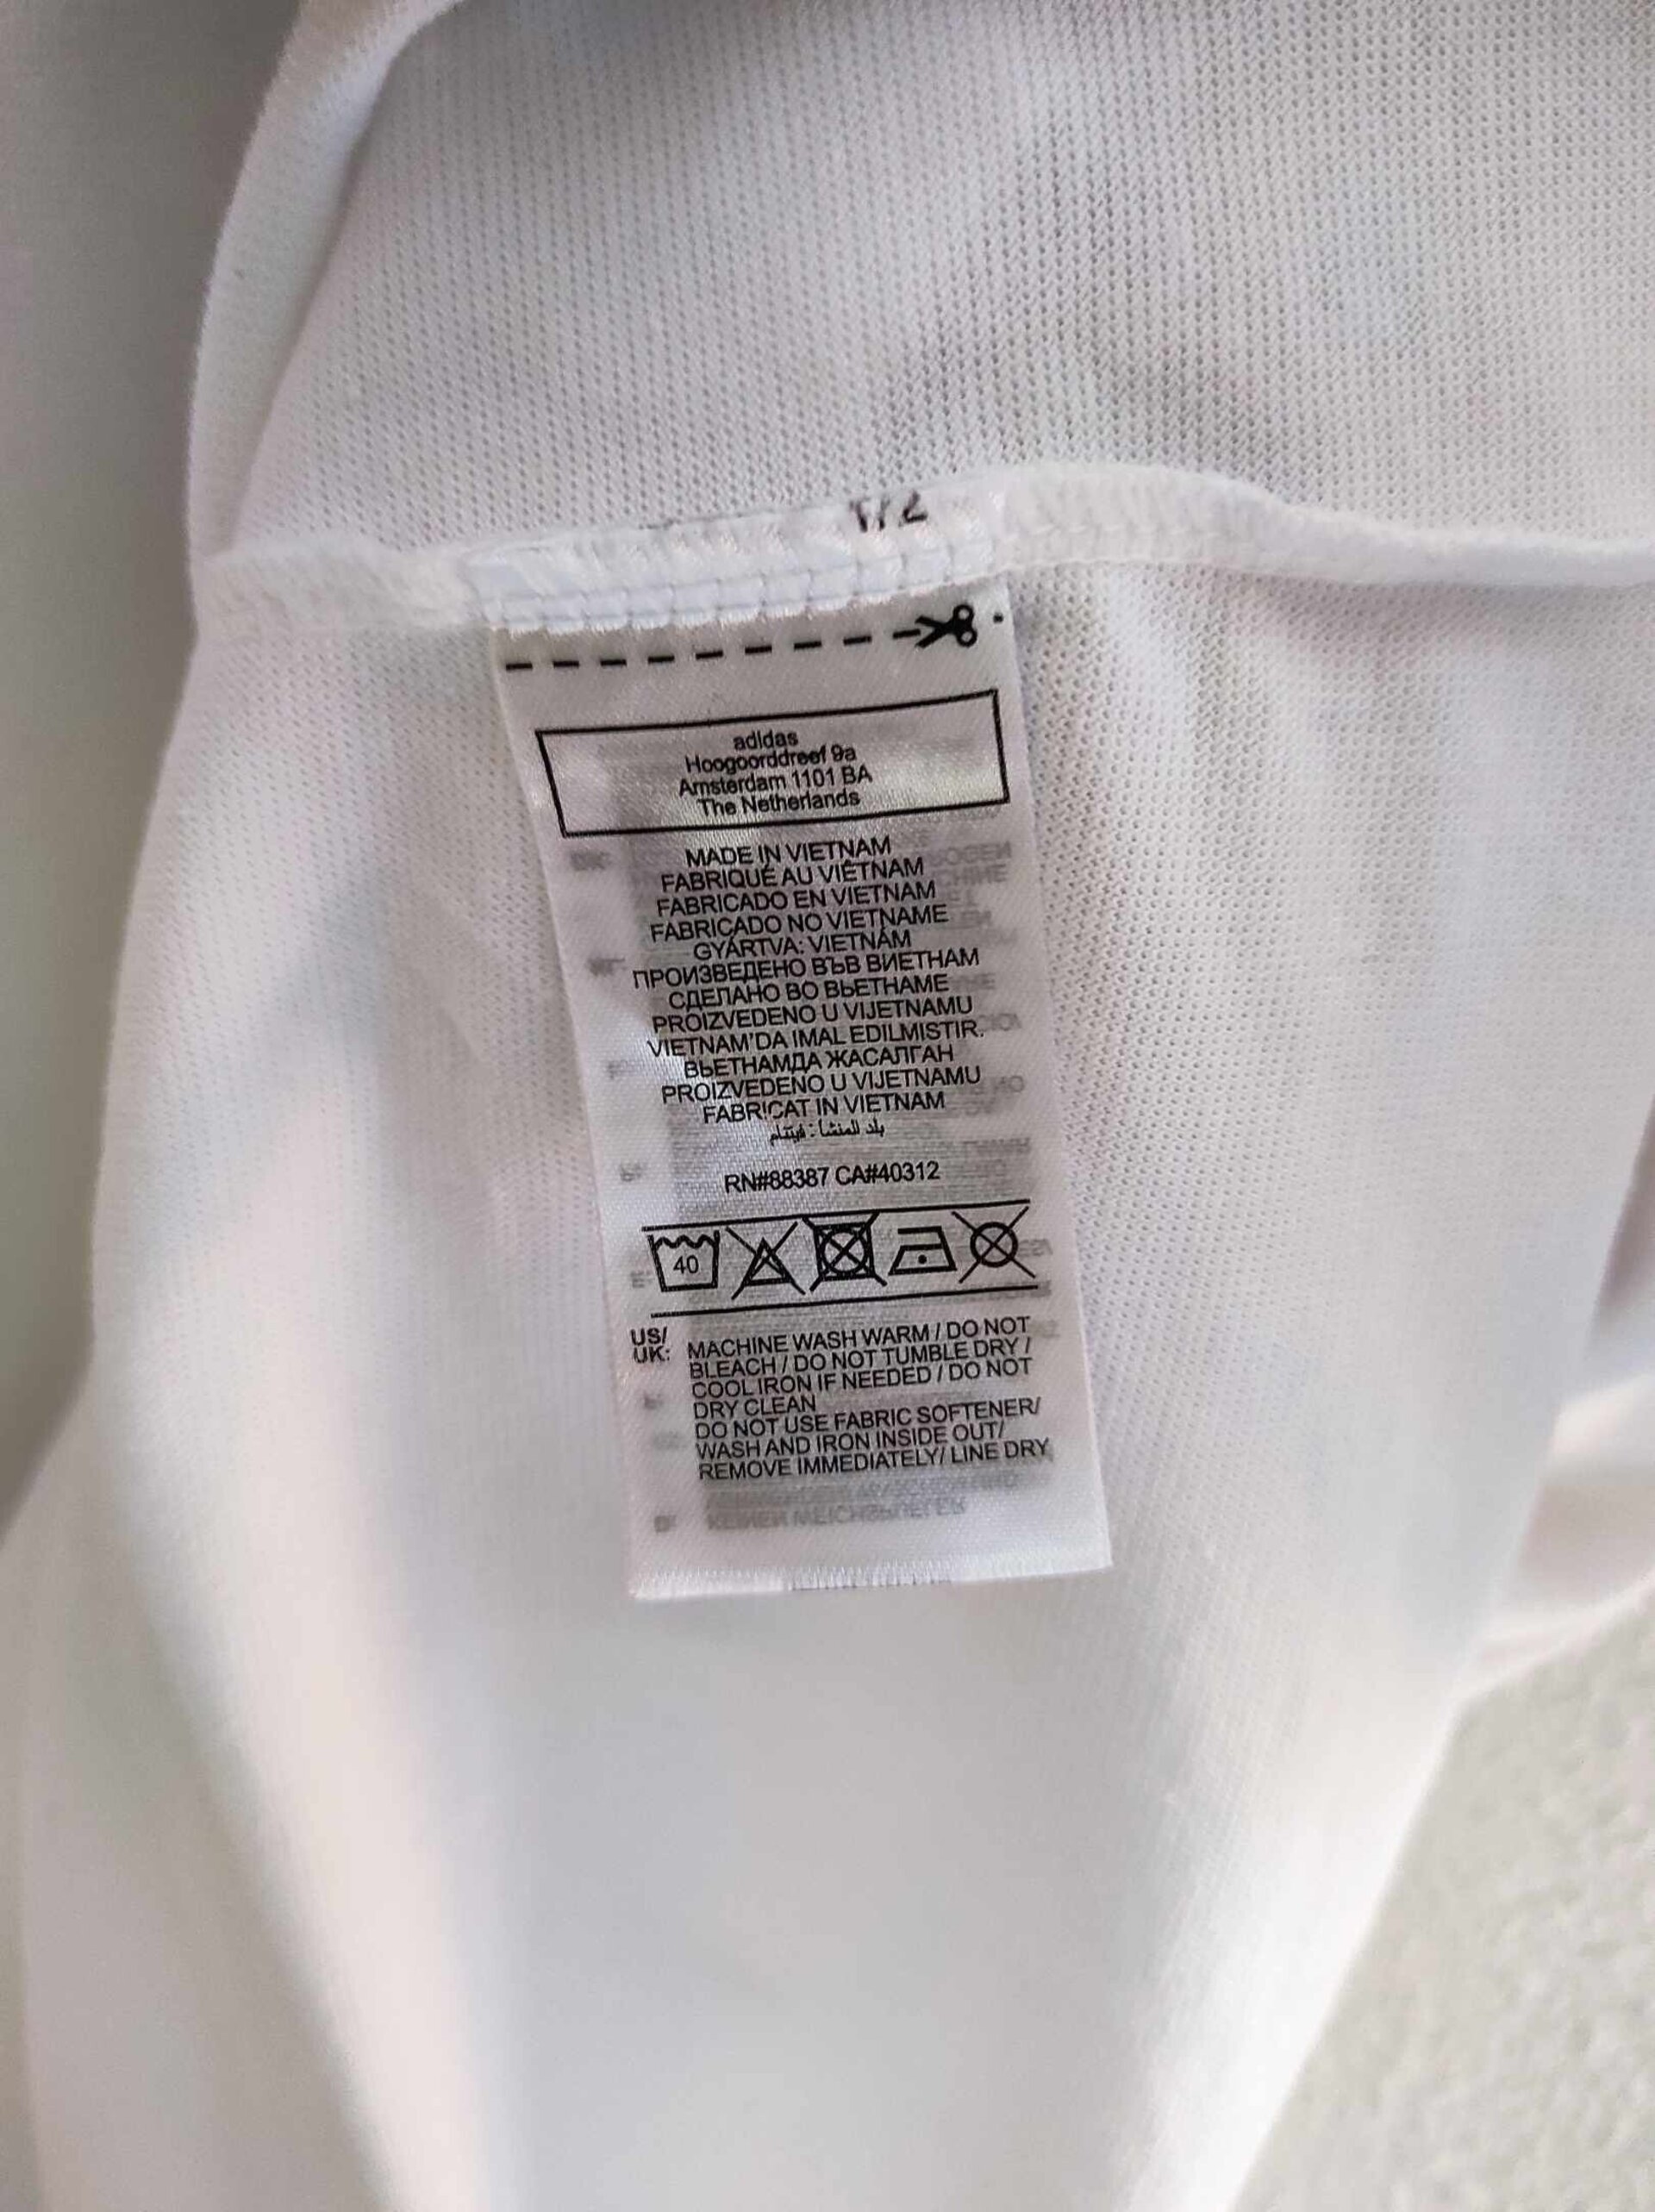 adidas
Hoogoorddreef 9a
Amsterdam 1101 BA
The Netherlands
MADE IN VIETNAM
FABRIQUÉ AU VIÊTNAM
FABRICADO EN VIETNAM
FABRICADO NO VIETNAME
GYÁRTVA: VIETNÁM
ПРОИЗВЕДЕНО ВЪВ ВИЕТНАМ
СДЕЛАНО ВО ВЬЕТНАМЕ
PROIZVEDENO U VIJETNAMU
VIETNAM'DA IMAL EDILMISTIR.
ВЬЕТНАМДА ЖАСАЛҒАН
PROIZVEDENO U VIJETNAMU
FABRICAT IN VIETNAM
بلد المنشأ : فيتنام
RN#88387 CA#40312
40
US/
UK: MACHINE WASH WARM / DO NOT
BLEACH / DO NOT TUMBLE DRY /
COOL IRON IF NEEDED / DO NOT
DRY CLEAN
DO NOT USE FABRIC SOFTENER/
WASH AND IRON INSIDE OUT/
REMOVE IMMEDIATELY/ LINE DRY